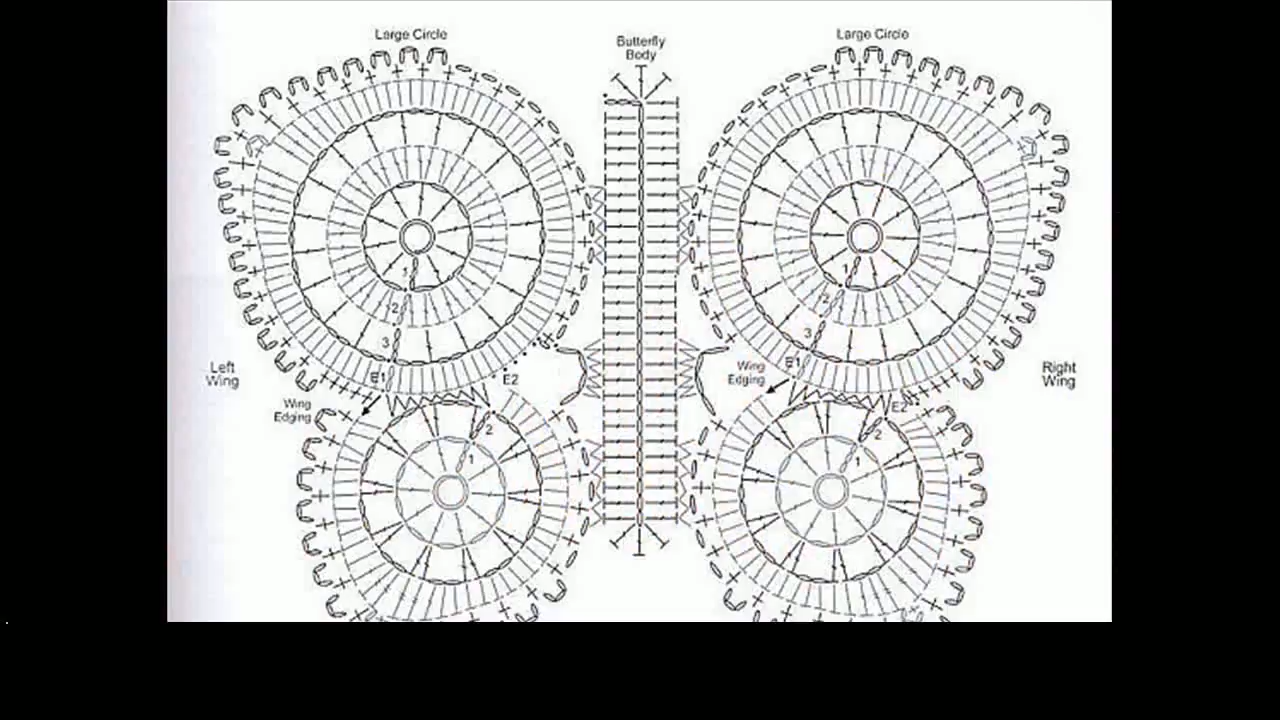 Large Circle
Butterfly
Body
Large Circle
1
2
3
E1
E2
Left
Wing
Wing
Edging
2
1
1
2
3
E1
Wing
Edging
E2
Right
Wing
2
1